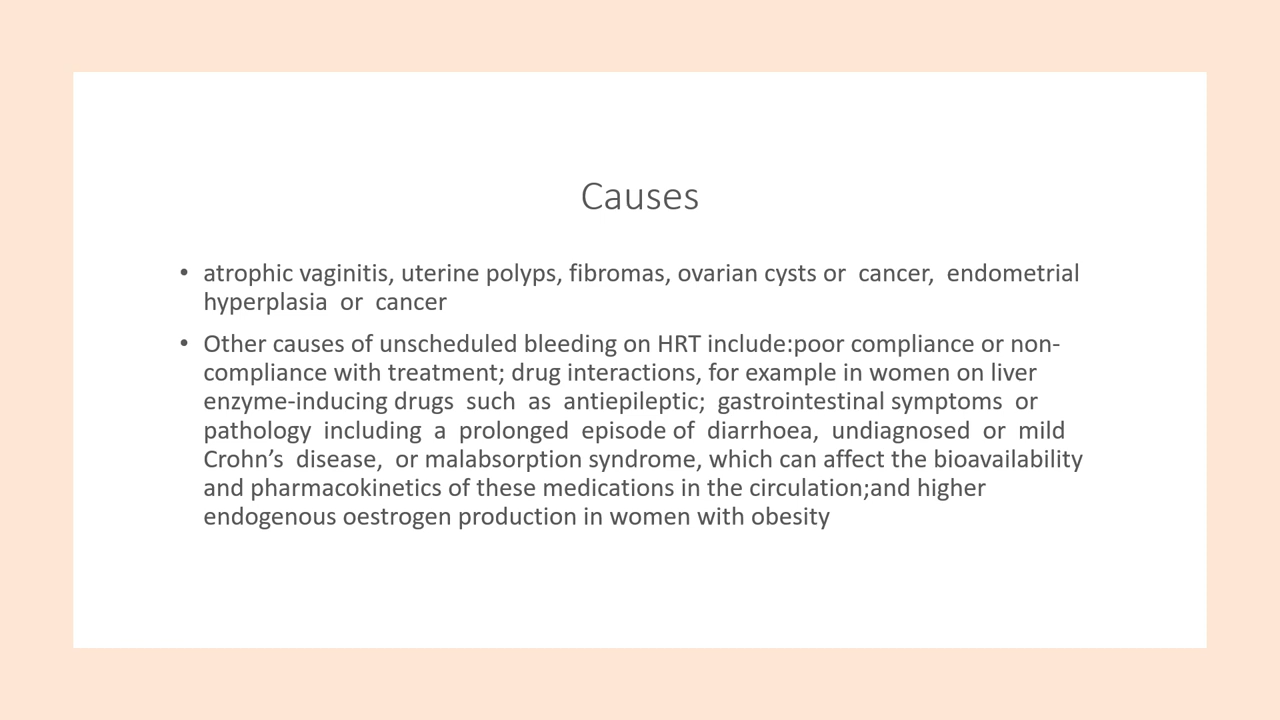 Causes
• atrophic vaginitis, uterine polyps, fibromas, ovarian cysts or  cancer,  endometrial
hyperplasia  or  cancer
• Other causes of unscheduled bleeding on HRT include:poor compliance or non-
compliance with treatment; drug interactions, for example in women on liver
enzyme-inducing drugs  such  as  antiepileptic;  gastrointestinal symptoms  or
pathology  including  a  prolonged  episode of  diarrhoea,  undiagnosed  or  mild
Crohn’s  disease,  or malabsorption syndrome, which can affect the bioavailability
and pharmacokinetics of these medications in the circulation;and higher
endogenous oestrogen production in women with obesity